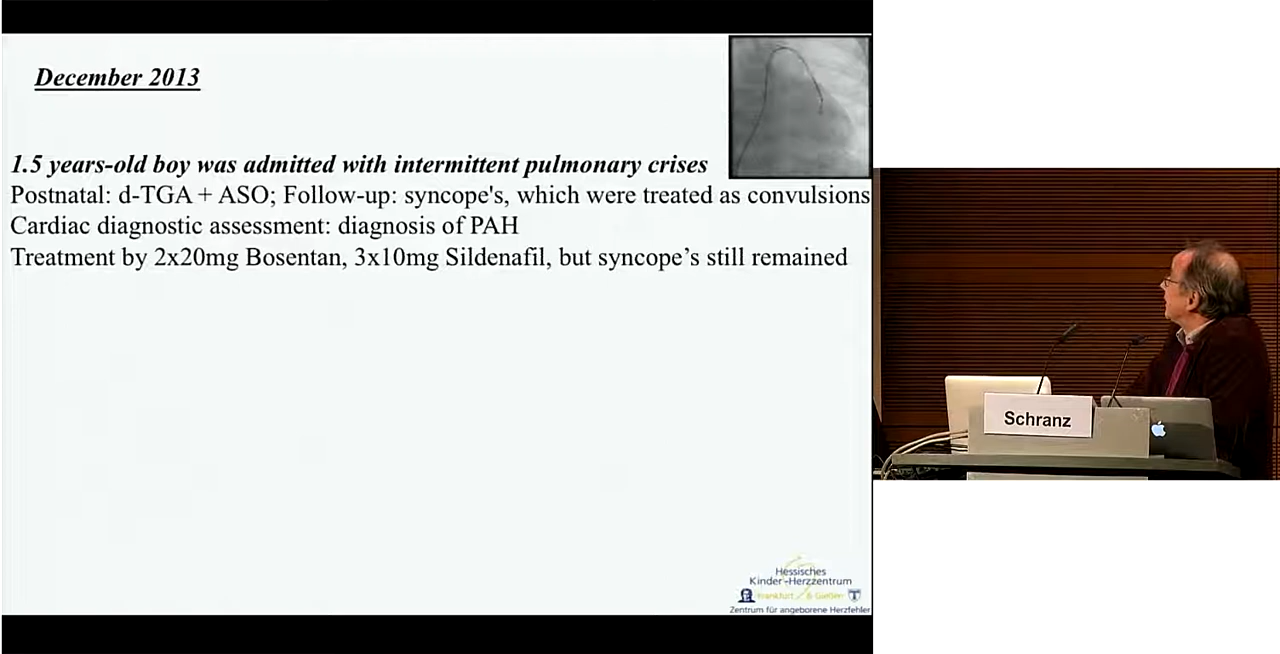 December 2013
1.5 years-old boy was admitted with intermittent pulmonary crises
Postnatal: d-TGA + ASO; Follow-up: syncope's, which were treated as convulsions
Cardiac diagnostic assessment: diagnosis of PAH
Treatment by 2x20mg Bosentan, 3x10mg Sildenafil, but syncope’s still remained
Schranz
Hessisches
Kinder-Herzzentrum
Frankfurt & Gießen
Zentrum für angeborene Herzfehler